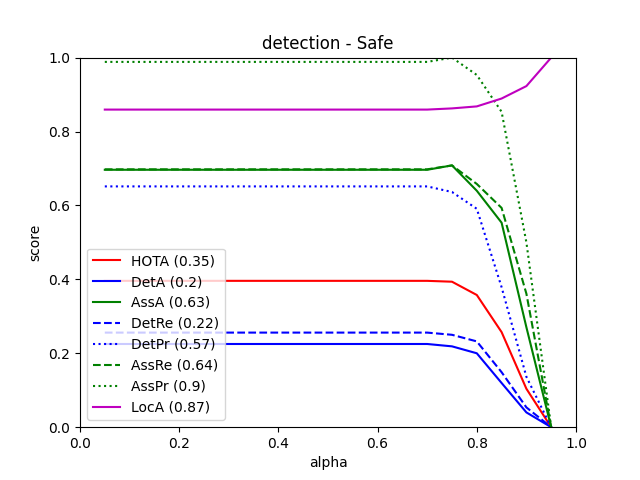 detection - Safe
1.0
0.8
0.6
0.4
0.2
0.0
score
HOTA (0.35)
DetA (0.2)
AssA (0.63)
DetRe (0.22)
DetPr (0.57)
AssRe (0.64)
AssPr (0.9)
LocA (0.87)
0.0 0.2 0.4 0.6 0.8 1.0
alpha